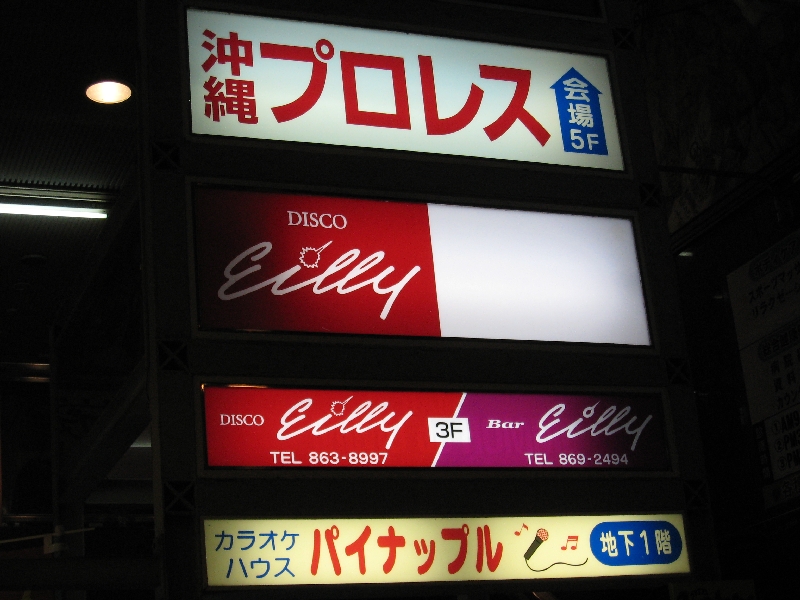 沖縄プロレス
会場
5F
DISCO
Eilly
DISCO Eilly 3F Bar Eilly
TEL 863-8997 TEL 869-2494
カラオケ
ハウス
パイナップル
地下1階